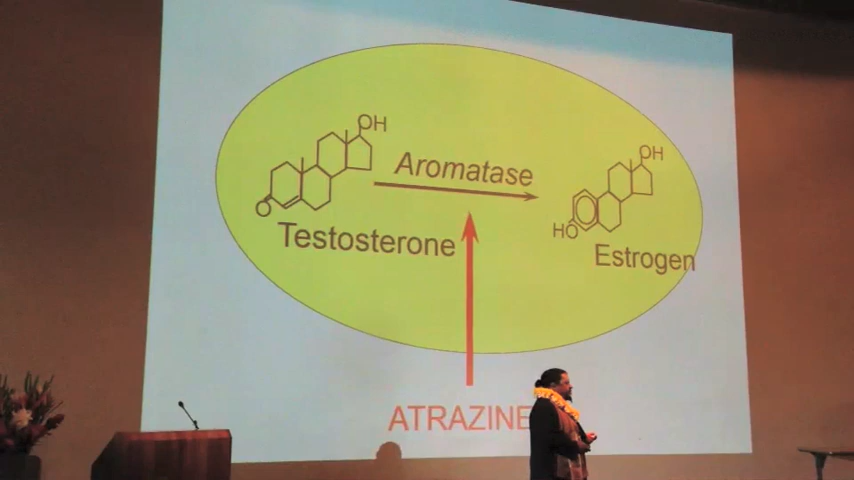 OH
Aromatase
O
Testosterone
OH
HO
Estrogen
ATRAZINE